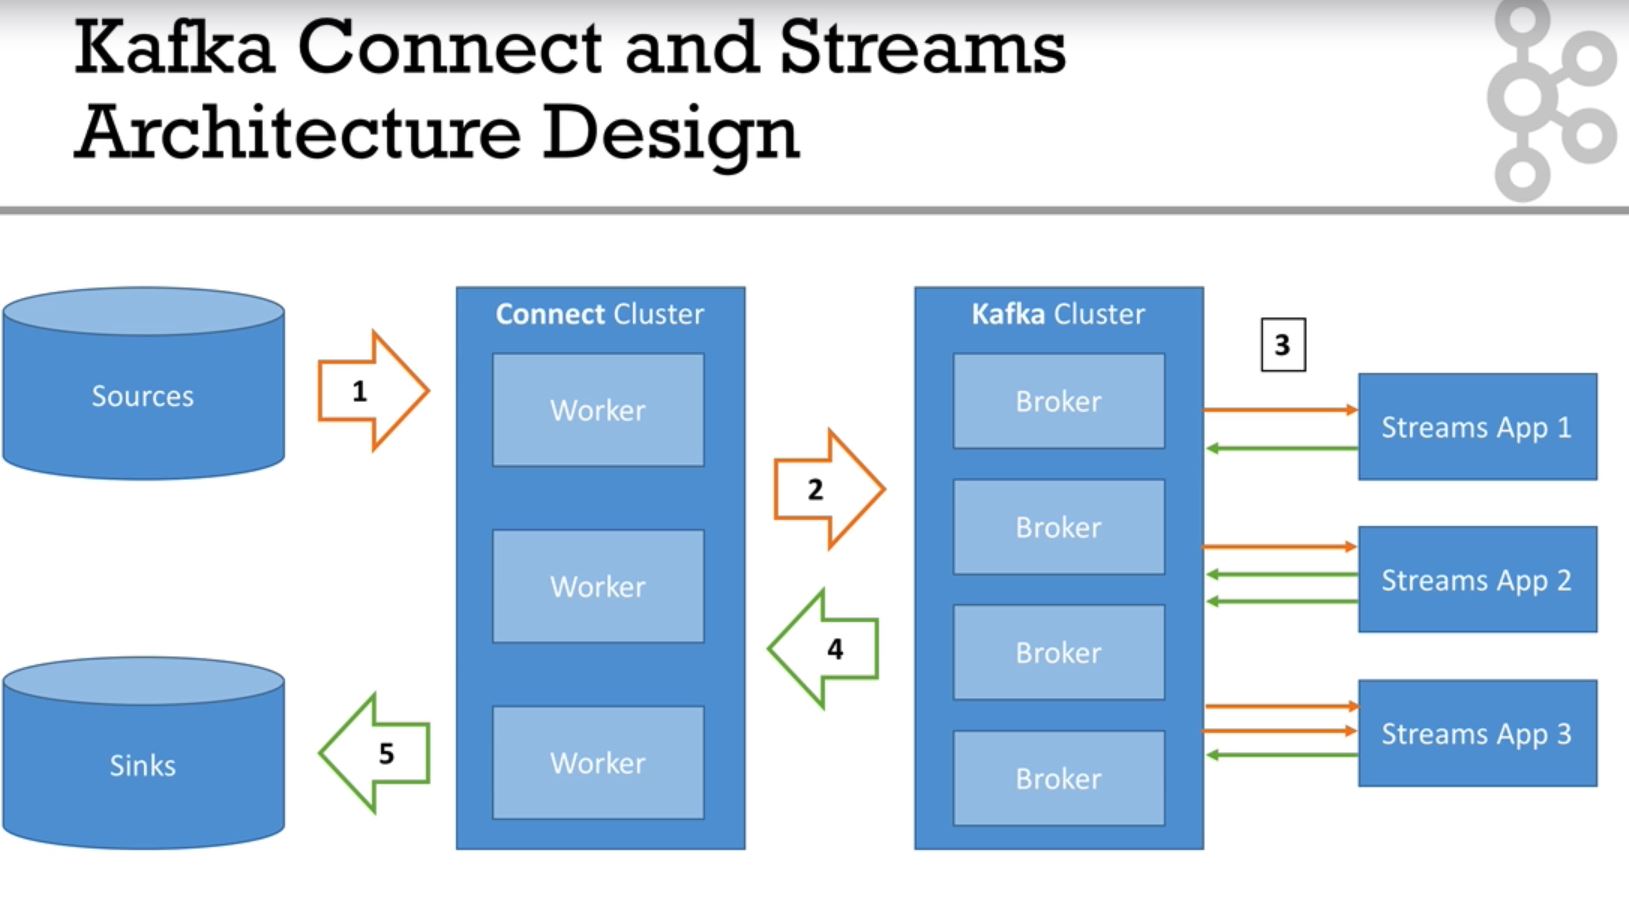 Kafka Connect and Streams
Architecture Design
Sources
1
Connect Cluster
Worker
Worker
Worker
2
4
Kafka Cluster
Broker
Broker
Broker
Broker
3
Streams App 1
Streams App 2
Streams App 3
Sinks
5